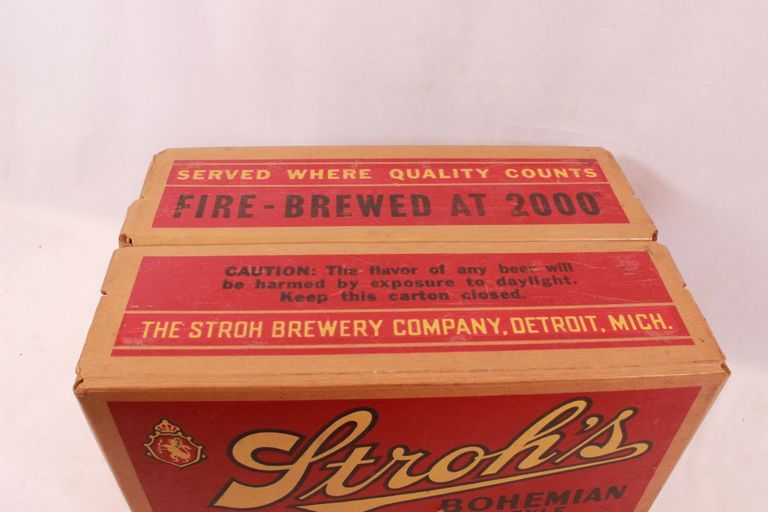 SERVED WHERE QUALITY COUNTS
FIRE-BREWED AT 2000°
CAUTION: The flavor of any beer will
be harmed by exposure to daylight.
Keep this carton closed.
THE STROH BREWERY COMPANY, DETROIT, MICH.
Stroh's
BOHEMIAN
STYLE